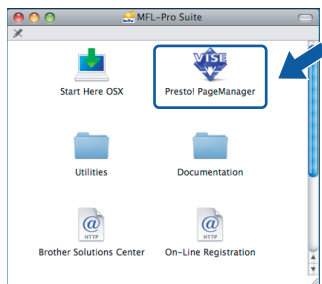 MFL-Pro Suite
VISE
Start Here OSX
Presto! PageManager
Utilities
Documentation
@
HTTP
@
HTTP
Brother Solutions Center
On-Line Registration